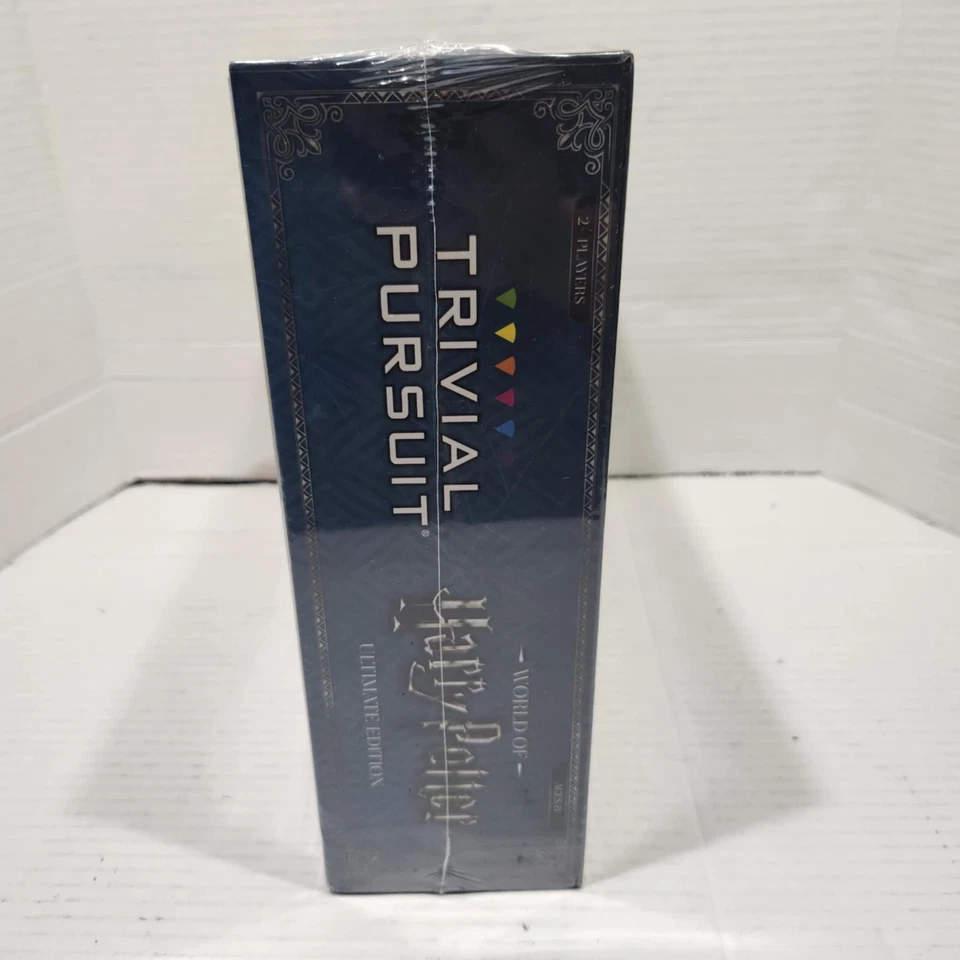 2+ PLAYERS
TRIVIAL
PURSUIT®
- WORLD OF -
Harry Potter
ULTIMATE EDITION